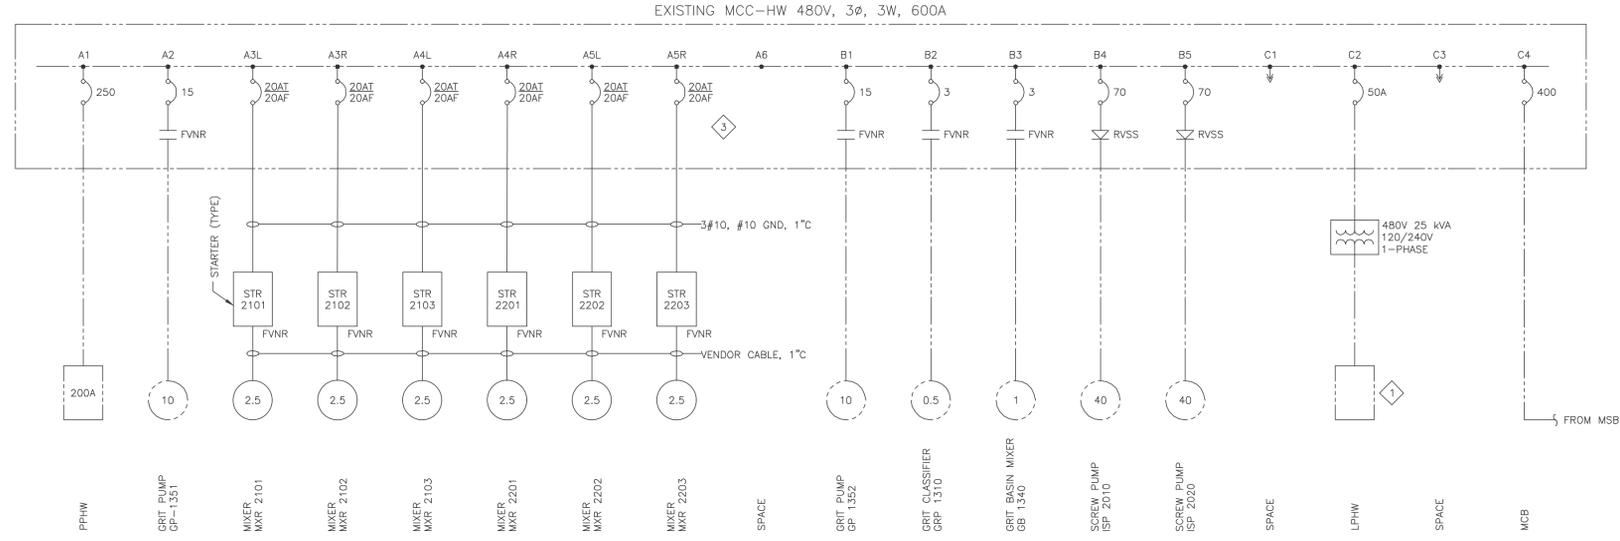 EXISTING MCC-HW 480V, 3ø, 3W, 600A
A1
A2
A3L
A3R
A4L
A4R
A5L
A5R
A6
B1
B2
B3
B4
B5
C1
C2
C3
C4
250
15
20AT
20AF
20AT
20AF
20AT
20AF
20AT
20AF
20AT
20AF
20AT
20AF
15
3
3
70
70
50A
400
3
FVNR
FVNR
FVNR
FVNR
RVSS
RVSS
3#10, #10 GND, 1"C
480V 25 kVA
120/240V
1-PHASE
STARTER (TYPE)
STR
2101
STR
2102
STR
2103
STR
2201
STR
2202
STR
2203
FVNR
FVNR
FVNR
FVNR
FVNR
FVNR
VENDOR CABLE, 1"C
200A
10
2.5
2.5
2.5
2.5
2.5
2.5
10
0.5
1
40
40
1
FROM MSB
PPHW
GRIT PUMP
GP-1351
MIXER 2101
MXR 2101
MIXER 2102
MXR 2102
MIXER 2103
MXR 2103
MIXER 2201
MXR 2201
MIXER 2202
MXR 2202
MIXER 2203
MXR 2203
SPACE
GRIT PUMP
GP 1352
GRIT CLASSIFIER
GRP 1310
GRIT BASIN MIXER
GB 1340
SCREW PUMP
ISP 2010
SCREW PUMP
ISP 2020
SPACE
LPHW
SPACE
MCB